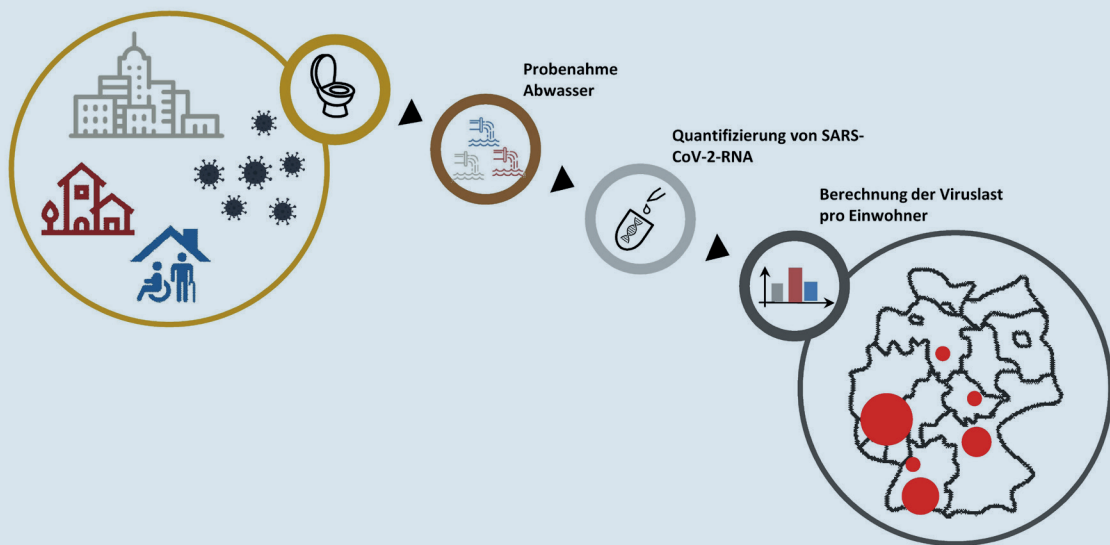 Probenahme
Abwasser
Quantifizierung von SARS-
CoV-2-RNA
Berechnung der Viruslast
pro Einwohner